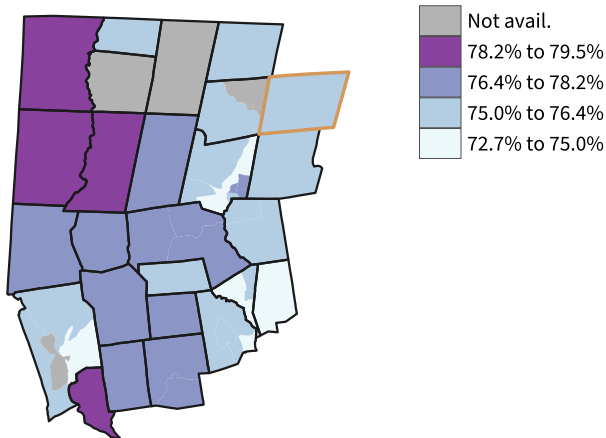 Not avail.
78.2% to 79.5%
76.4% to 78.2%
75.0% to 76.4%
72.7% to 75.0%